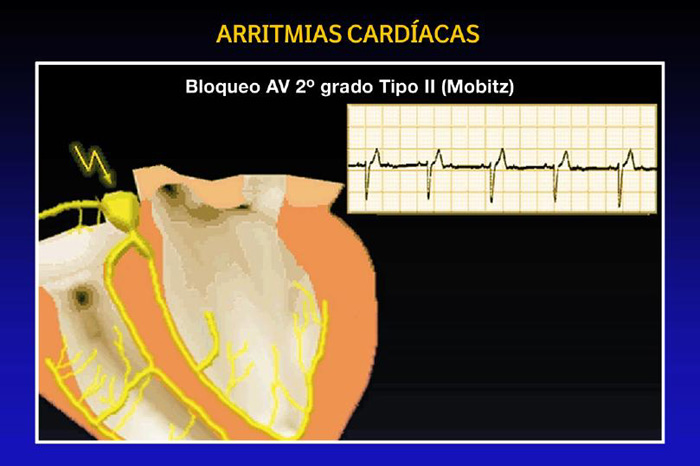 ARRITMIAS CARDÍACAS
Bloqueo AV 2º grado Tipo II (Mobitz)